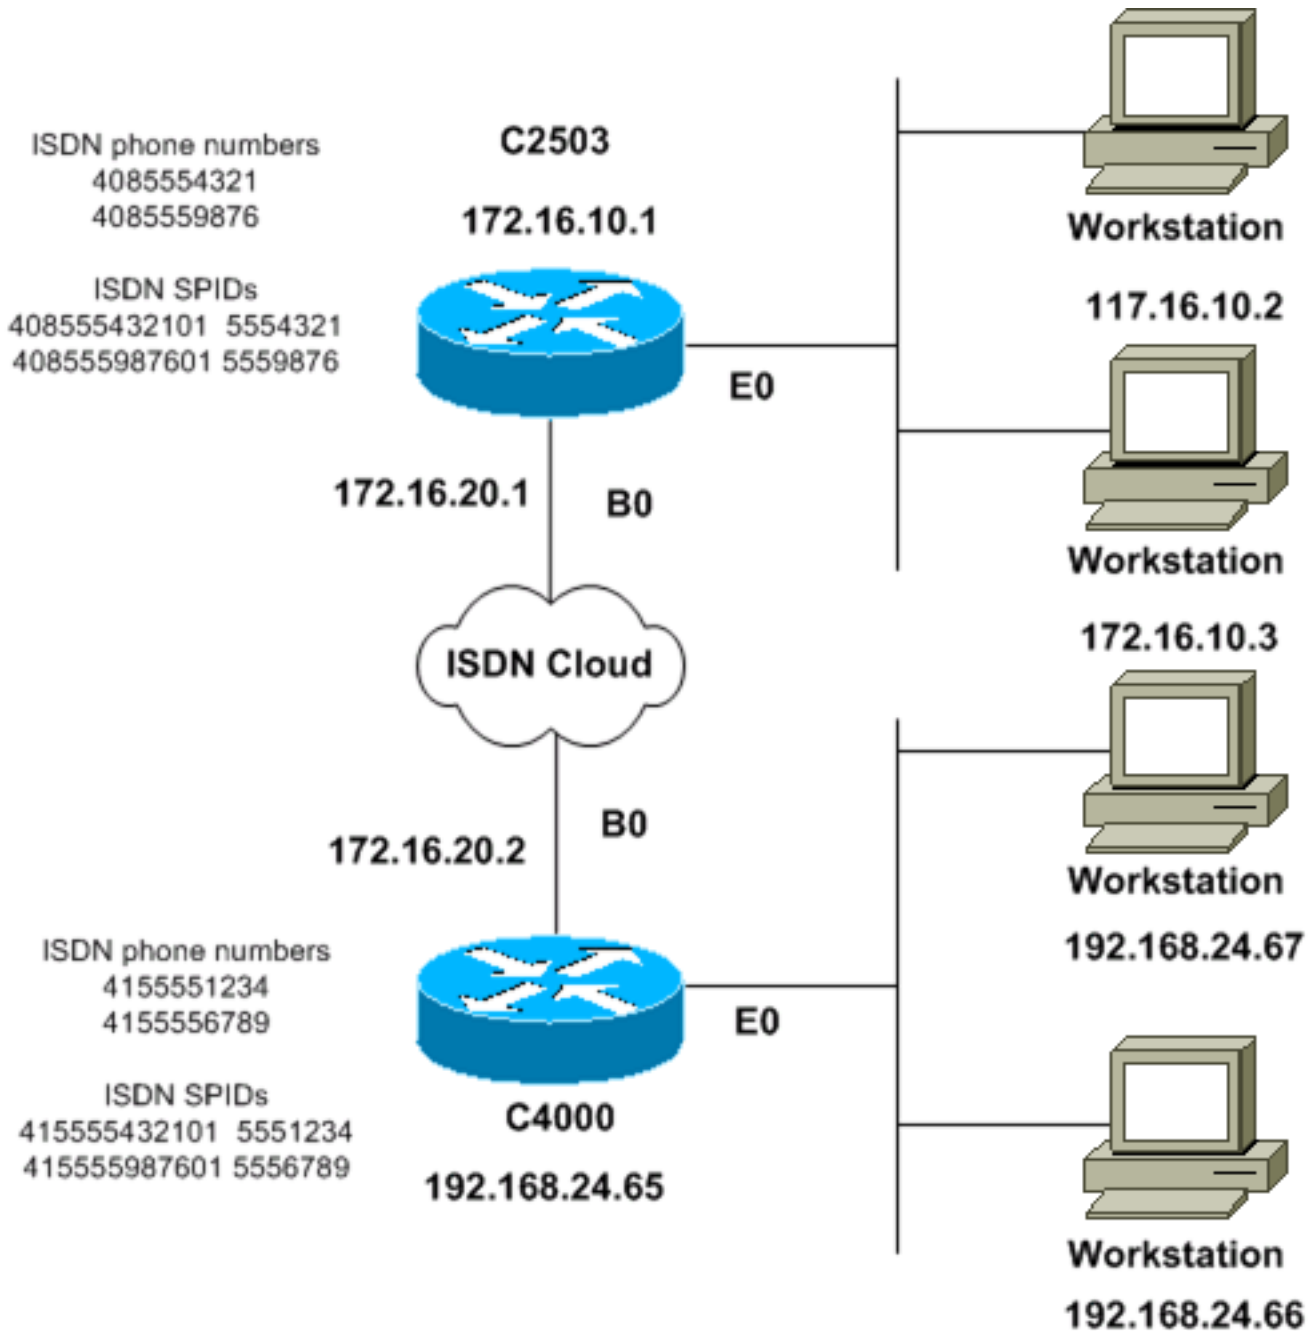 ISDN phone numbers
4085554321
4085559876
ISDN SPIDs
408555432101 5554321
408555987601 5559876
C2503
172.16.10.1
E0
172.16.20.1
B0
Workstation
117.16.10.2
Workstation
172.16.10.3
ISDN Cloud
172.16.20.2
B0
ISDN phone numbers
4155551234
4155556789
ISDN SPIDs
415555432101 5551234
415555987601 5556789
E0
C4000
192.168.24.65
Workstation
192.168.24.67
Workstation
192.168.24.66